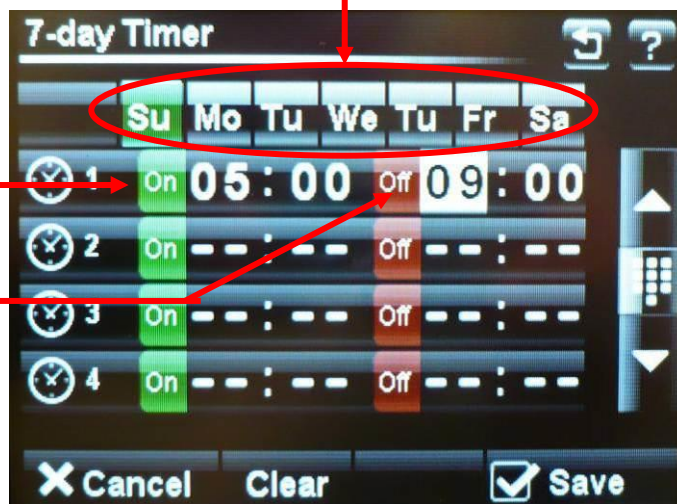 7-day Timer ?
Su Mo Tu We Tu Fr Sa
1 On 05:00 Off 09:00
2 On --:-- Off --:--
3 On --:-- Off --:--
4 On --:-- Off --:--
Cancel Clear Save